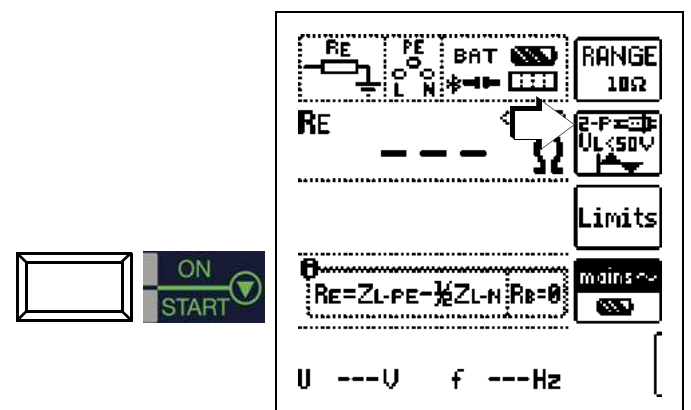 RE
PE
L N
BAT
RANGE
10Ω
RE
--- Ω
2-P
UL<50V
Limits
ON
START
RE=ZL-PE-½ZL-N RB=0
mains~
U ---V f ---Hz